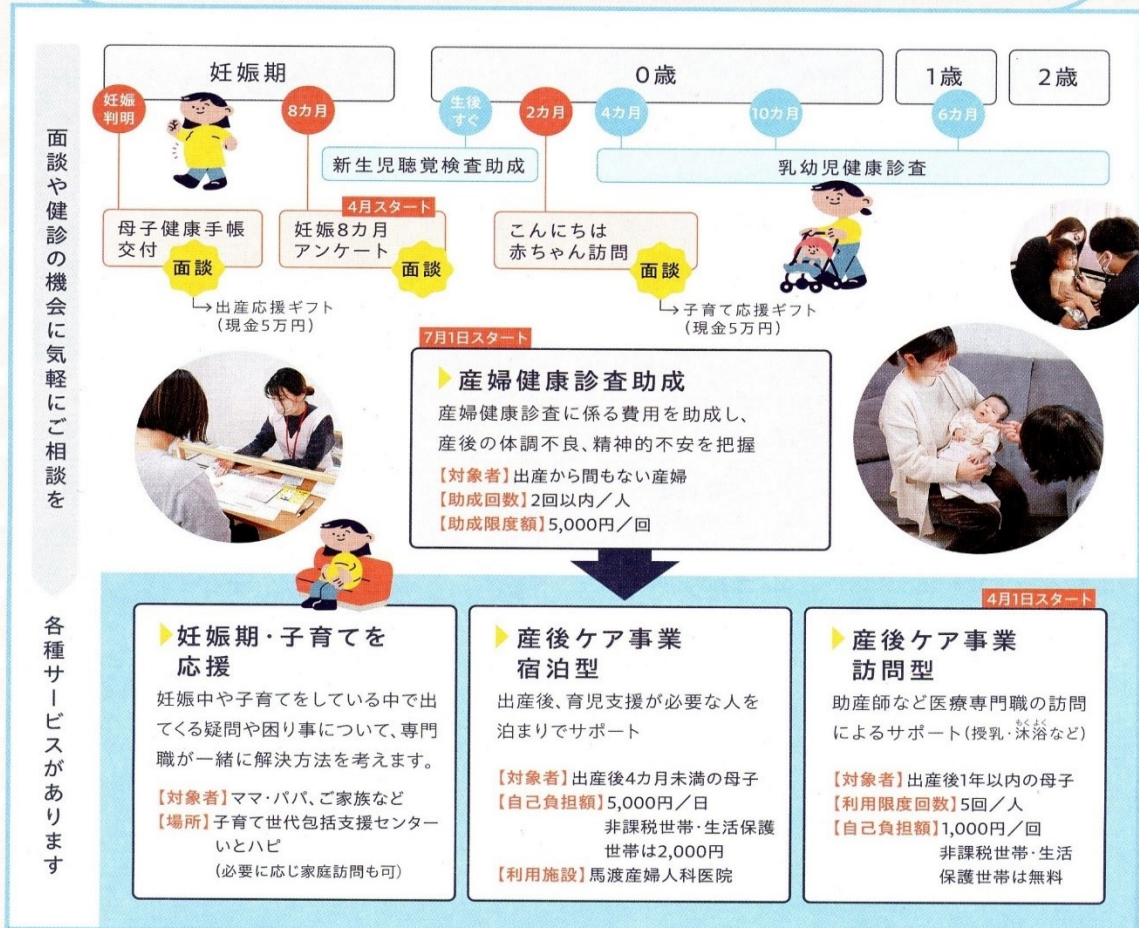 面談や健診の機会に気軽にご相談を
各種サービスがあります
妊娠期
0歳
1歳
2歳
妊娠
判明
8カ月
生後
すぐ
2カ月
4カ月
10カ月
6カ月
新生児聴覚検査助成
乳幼児健康診査
母子健康手帳
交付
面談
→出産応援ギフト
(現金5万円)
4月スタート
妊娠8カ月
アンケート
面談
こんにちは
赤ちゃん訪問
面談
→子育て応援ギフト
(現金5万円)
7月1日スタート
産婦健康診査助成
産婦健康診査に係る費用を助成し、
産後の体調不良、精神的不安を把握
【対象者】出産から間もない産婦
【助成回数】2回以内/人
【助成限度額】5,000円/回
妊娠期・子育てを
応援
妊娠中や子育てをしている中で出
てくる疑問や困り事について、専門
職が一緒に解決方法を考えます。
【対象者】ママ・パパ、ご家族など
【場所】子育て世代包括支援センター
いとハピ
(必要に応じ家庭訪問も可)
産後ケア事業
宿泊型
出産後、育児支援が必要な人を
泊まりでサポート
【対象者】出産後4カ月未満の母子
【自己負担額】5,000円/日
非課税世帯・生活保護
世帯は2,000円
【利用施設】馬渡産婦人科医院
4月1日スタート
産後ケア事業
訪問型
助産師など医療専門職の訪問
もくよく
によるサポート(授乳・沐浴など)
【対象者】出産後1年以内の母子
【利用限度回数】5回/人
【自己負担額】1,000円/回
非課税世帯・生活
保護世帯は無料